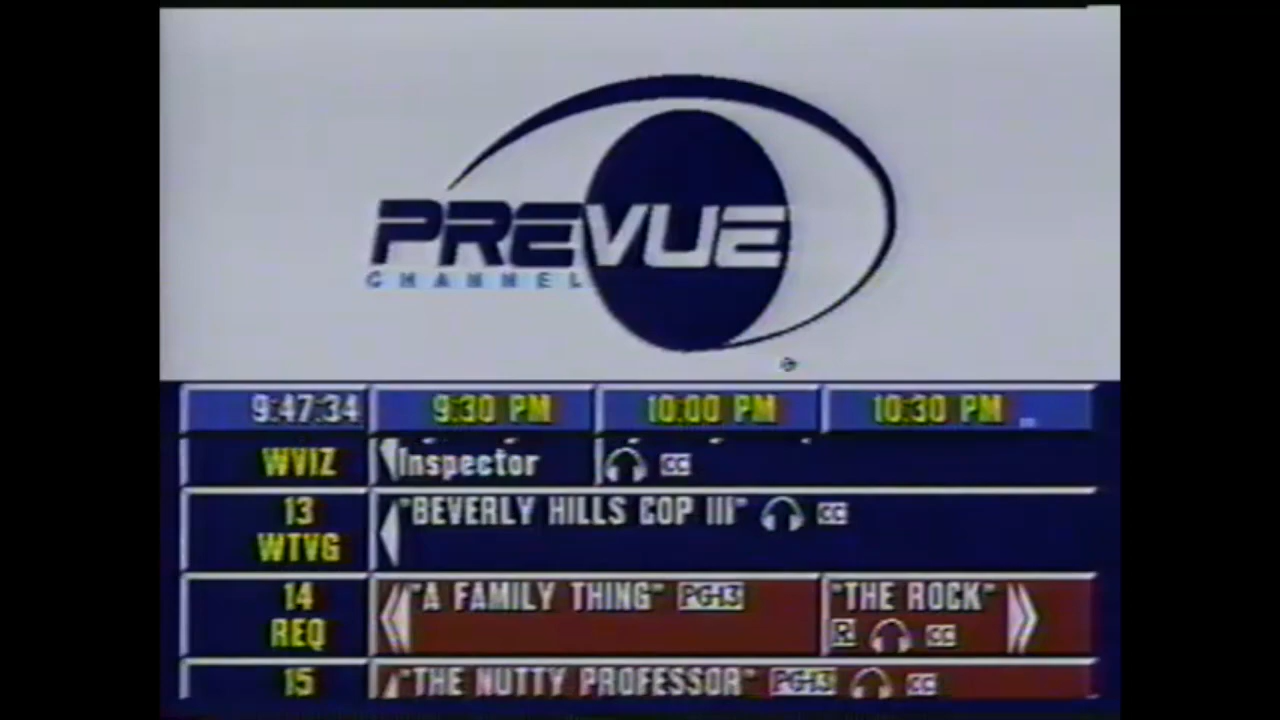 PREVUE
CHANNEL
9:47:34 9:30 PM 10:00 PM 10:30 PM
WVIZ Inspector CC
13 "BEVERLY HILLS COP III" CC
WTVG
14 "A FAMILY THING" PG-13 "THE ROCK"
REQ R CC
15 "THE NUTTY PROFESSOR" PG-13 CC